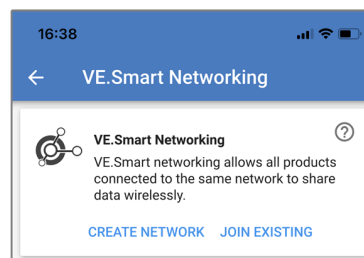 16:38
VE.Smart Networking
VE.Smart Networking
VE.Smart networking allows all products
connected to the same network to share
data wirelessly.
CREATE NETWORK JOIN EXISTING